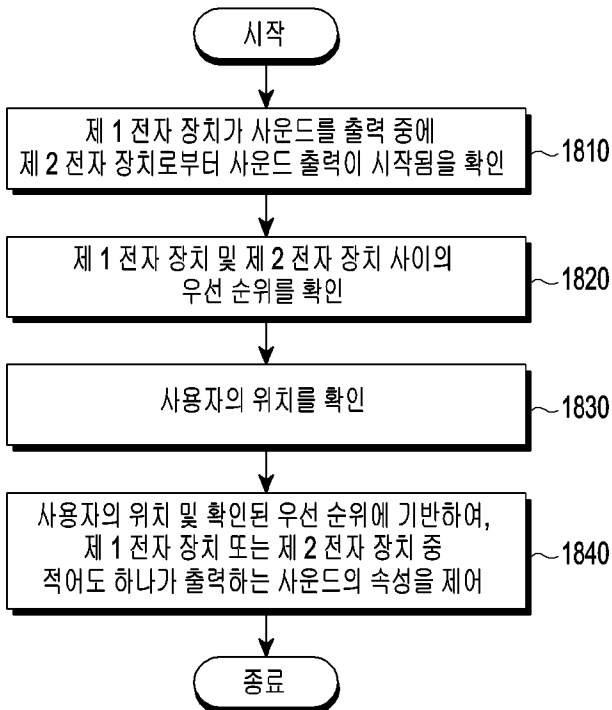 시작
제 1 전자 장치가 사운드를 출력 중에
제 2 전자 장치로부터 사운드 출력이 시작됨을 확인
1810
제 1 전자 장치 및 제 2 전자 장치 사이의
우선 순위를 확인
1820
사용자의 위치를 확인
1830
사용자의 위치 및 확인된 우선 순위에 기반하여,
제 1 전자 장치 또는 제 2 전자 장치 중
적어도 하나가 출력하는 사운드의 속성을 제어
1840
종료